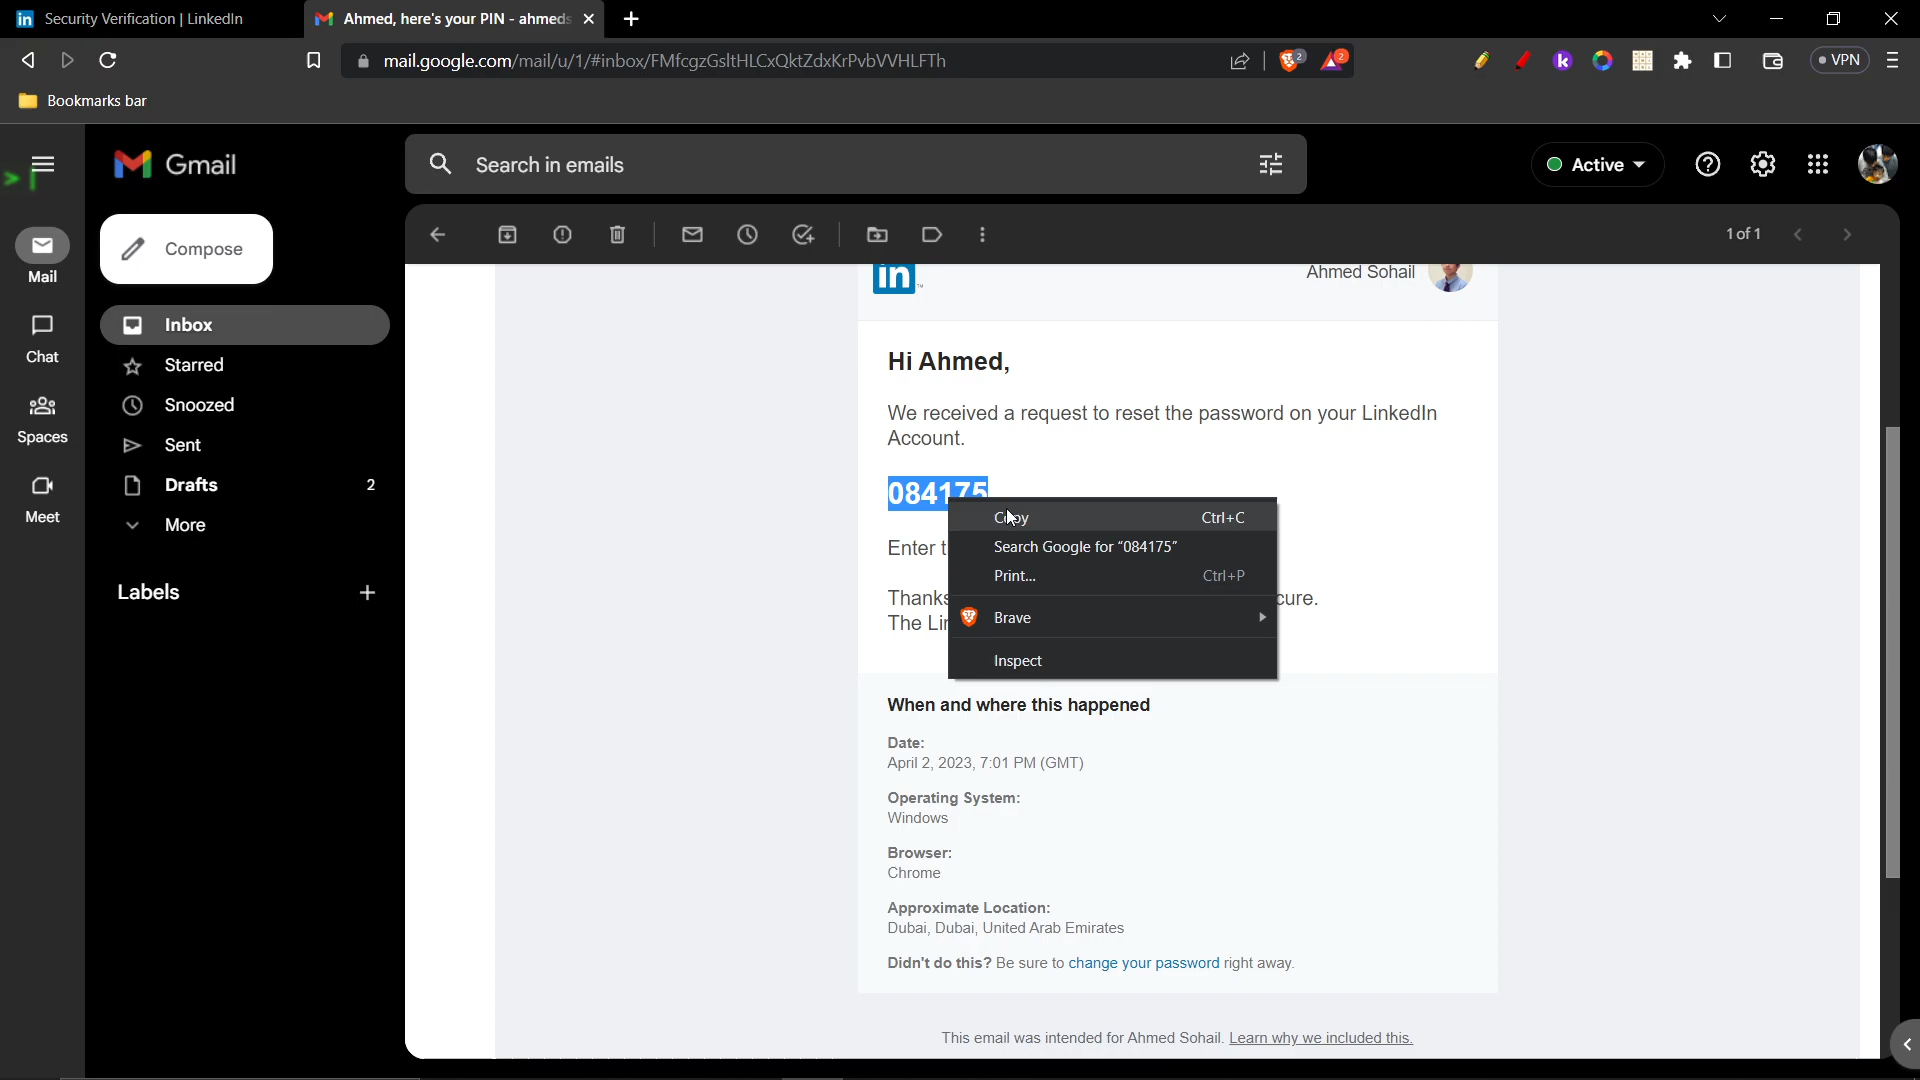 Security Verification | LinkedIn
Ahmed, here's your PIN - ahmeds
mail.google.com/mail/u/1/#inbox/FMfcgzGsltHLCxQktZdxKrPvbVVHLFTh
2
2
VPN
Bookmarks bar
Gmail
Search in emails
Active
Compose
1 of 1
Mail
Inbox
Starred
Chat
Snoozed
Spaces
Sent
Drafts 2
Meet
More
Labels
in
Ahmed Sohail
Hi Ahmed,
We received a request to reset the password on your LinkedIn
Account.
084175
Copy Ctrl+C
Search Google for “084175”
Print... Ctrl+P
Brave
Inspect
Enter
Thanks
cure.
The
When and where this happened
Date:
April 2, 2023, 7:01 PM (GMT)
Operating System:
Windows
Browser:
Chrome
Approximate Location:
Dubai, Dubai, United Arab Emirates
Didn't do this? Be sure to change your password right away.
This email was intended for Ahmed Sohail. Learn why we included this.